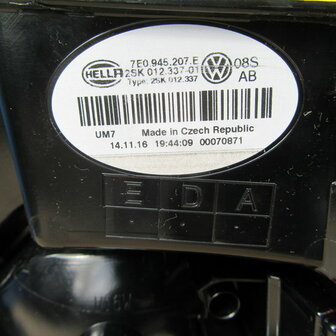 7E0.945.207.E
HELLA 2SK 012.337-01 08S
Type: 2SK 012.337 AB
UM7 Made in Czech Republic
14.11.16 19:44:09 00070871
E D A